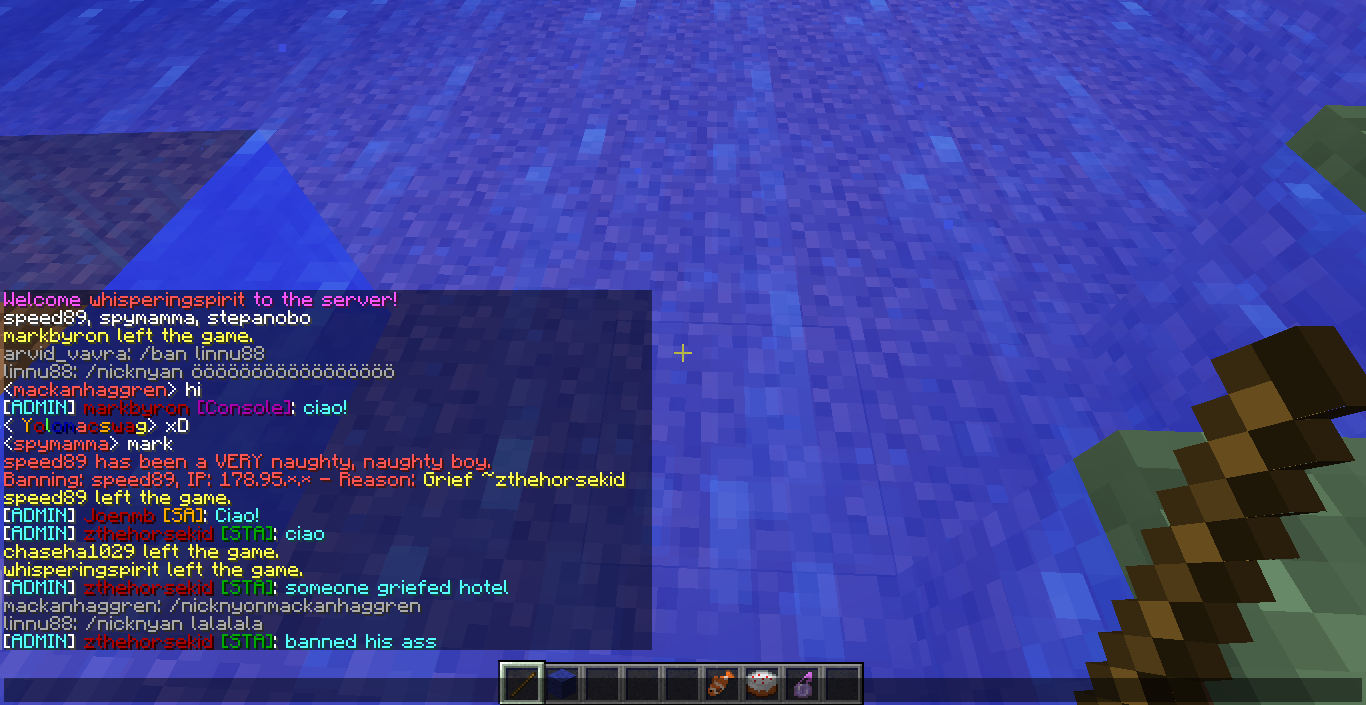 Welcome whisperingspirit to the server!
speed89, spymamma, stepanobo
markbyron left the game.
arvid_vavra: /ban linnu88
linnu88: /nicknyan ööööööööööööööööö
<mackanhaggren> hi
[ADMIN] markbyron [Console]: ciao!
< Yolomacswag> xD
<spymamma> mark
speed89 has been a VERY naughty, naughty boy.
Banning: speed89, IP: 178.95.*.* - Reason: Grief ~zthehorsekid
speed89 left the game.
[ADMIN] Joenmb [SA]: Ciao!
[ADMIN] zthehorsekid [STA]: ciao
chaseha1029 left the game.
whisperingspirit left the game.
[ADMIN] zthehorsekid [STA]: someone griefed hotel
mackanhaggren: /nicknyonmackanhaggren
linnu88: /nicknyan lalalala
[ADMIN] zthehorsekid [STA]: banned his ass